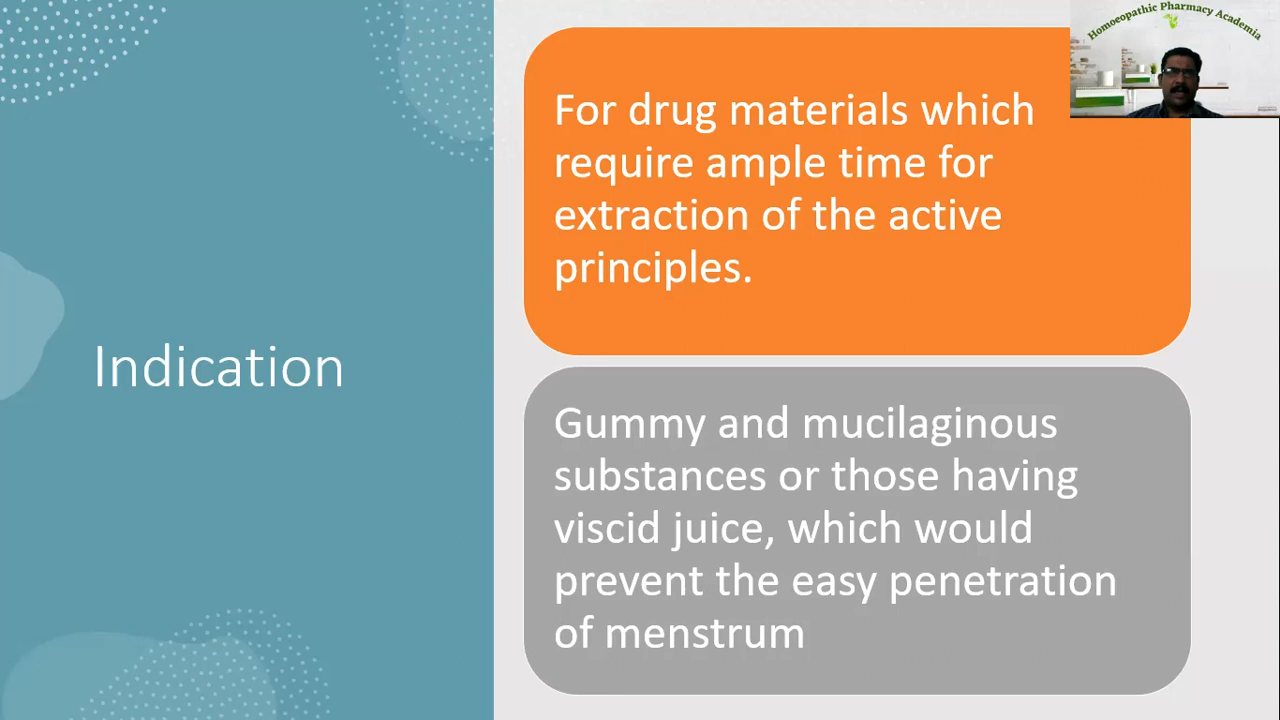 Homoeopathic Pharmacy Academia
For drug materials which
require ample time for
extraction of the active
principles.
Indication
Gummy and mucilaginous
substances or those having
viscid juice, which would
prevent the easy penetration
of menstrum